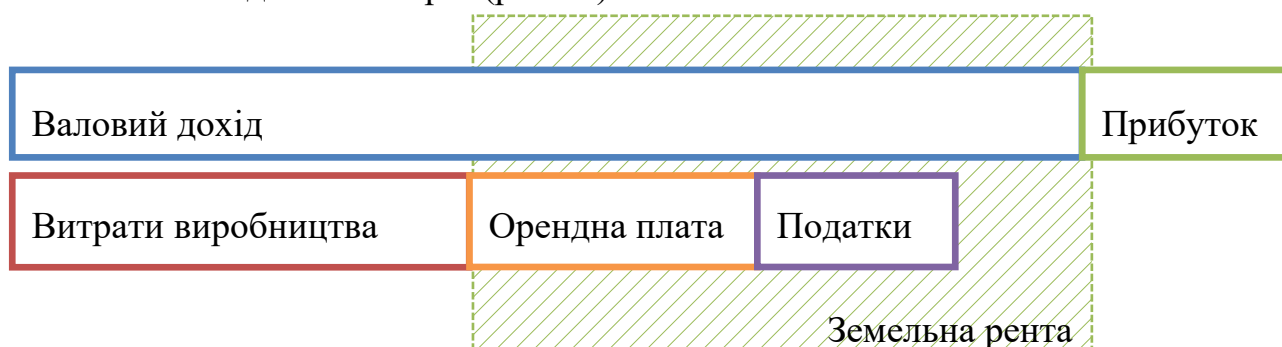 Валовий дохід
Прибуток
Витрати виробництва
Орендна плата
Податки
Земельна рента